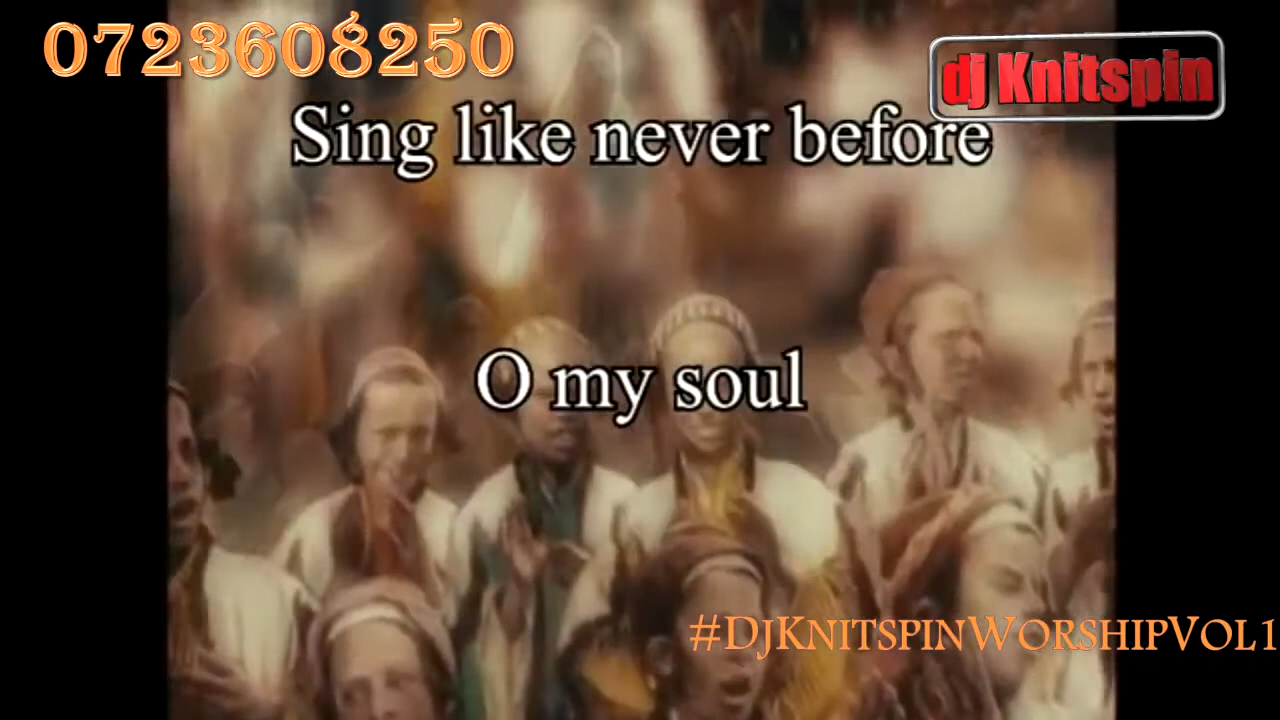 0723608250
dj Knitspin
Sing like never before
O my soul
#DjKnitspinWorshipVol1